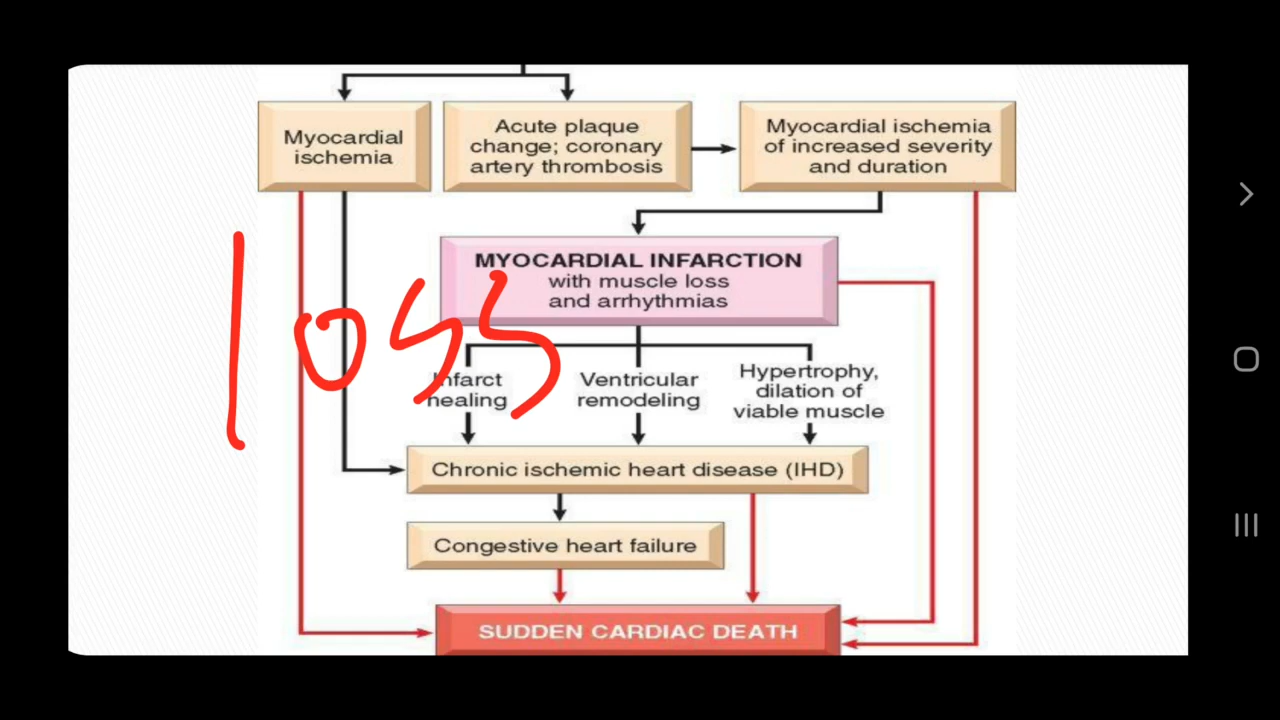 Myocardial
ischemia
Acute plaque
change; coronary
artery thrombosis
Myocardial ischemia
of increased severity
and duration
MYOCARDIAL INFARCTION
with muscle loss
and arrhythmias
loss
Infarct
healing
Ventricular
remodeling
Hypertrophy,
dilation of
viable muscle
Chronic ischemic heart disease (IHD)
Congestive heart failure
SUDDEN CARDIAC DEATH